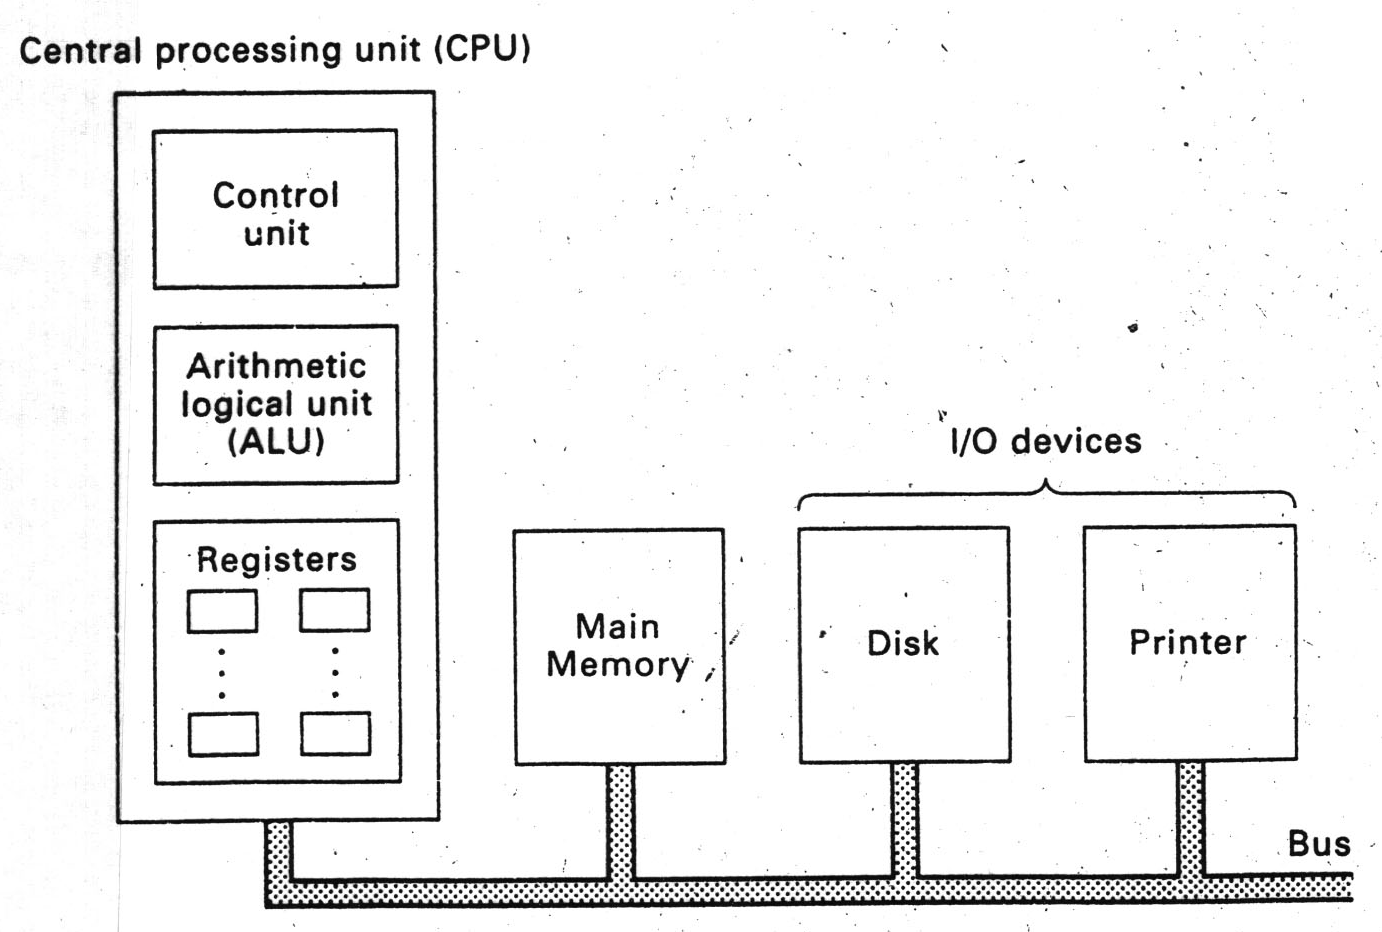 Central processing unit (CPU)
Control
unit
Arithmetic
logical unit
(ALU)
Registers
I/O devices
Main
Memory
Disk
Printer
Bus